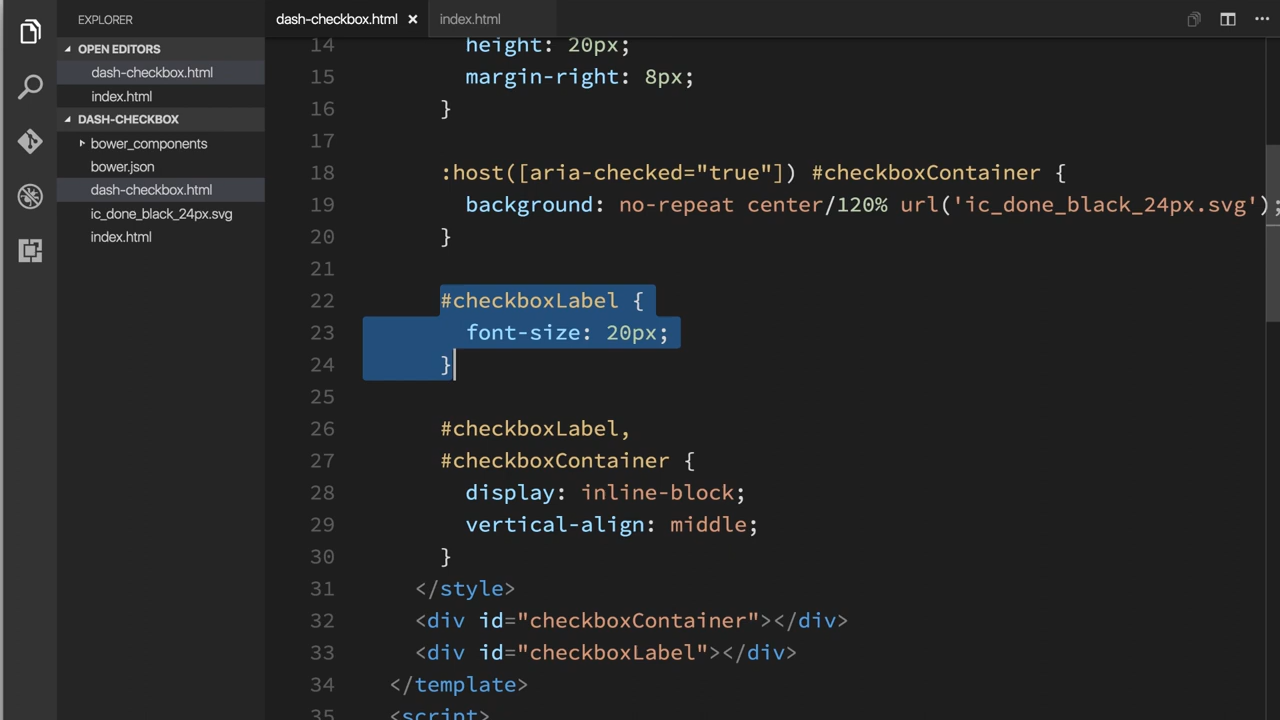 EXPLORER
OPEN EDITORS
dash-checkbox.html
index.html
DASH-CHECKBOX
bower_components
bower.json
dash-checkbox.html
ic_done_black_24px.svg
index.html
dash-checkbox.html × index.html
14 height: 20px;
15 margin-right: 8px;
16 }
17
18 :host([aria-checked="true"]) #checkboxContainer {
19 background: no-repeat center/120% url('ic_done_black_24px.svg');
20 }
21
22 #checkboxLabel {
23 font-size: 20px;
24 }
25
26 #checkboxLabel,
27 #checkboxContainer {
28 display: inline-block;
29 vertical-align: middle;
30 }
31 </style>
32 <div id="checkboxContainer"></div>
33 <div id="checkboxLabel"></div>
34 </template>
35 <script>